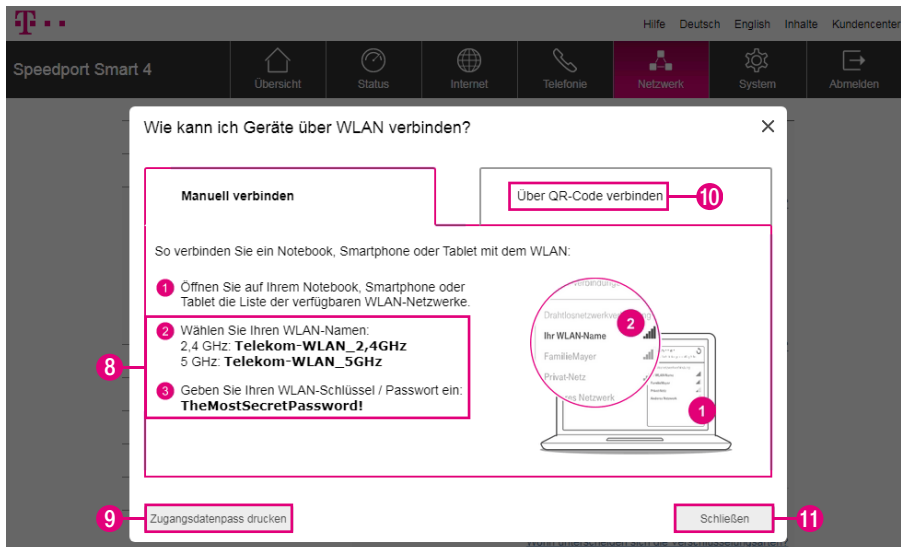 Hilfe Deutsch English Inhalte Kundencenter
Speedport Smart 4
Übersicht Status Internet Telefonie Netzwerk System Abmelden
Wie kann ich Geräte über WLAN verbinden?
Manuell verbinden
Über QR-Code verbinden
10
So verbinden Sie ein Notebook, Smartphone oder Tablet mit dem WLAN:
1 Öffnen Sie auf Ihrem Notebook, Smartphone oder
Tablet die Liste der verfügbaren WLAN-Netzwerke.
8
2 Wählen Sie Ihren WLAN-Namen:
2,4 GHz: Telekom-WLAN_2,4GHz
5 GHz: Telekom-WLAN_5GHz
3 Geben Sie Ihren WLAN-Schlüssel / Passwort ein:
TheMostSecretPassword!
2
Ihr WLAN-Name
FamilieMayer
Privat-Netz
Netzwerk
1
9
Zugangsdatenpass drucken
Schließen
11